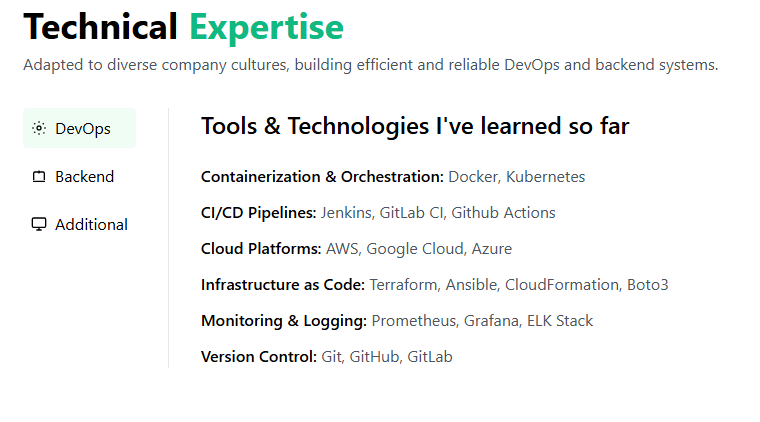 Technical Expertise
Adapted to diverse company cultures, building efficient and reliable DevOps and backend systems.
DevOps
Backend
Additional
Tools & Technologies I've learned so far
Containerization & Orchestration: Docker, Kubernetes
CI/CD Pipelines: Jenkins, GitLab CI, Github Actions
Cloud Platforms: AWS, Google Cloud, Azure
Infrastructure as Code: Terraform, Ansible, CloudFormation, Boto3
Monitoring & Logging: Prometheus, Grafana, ELK Stack
Version Control: Git, GitHub, GitLab